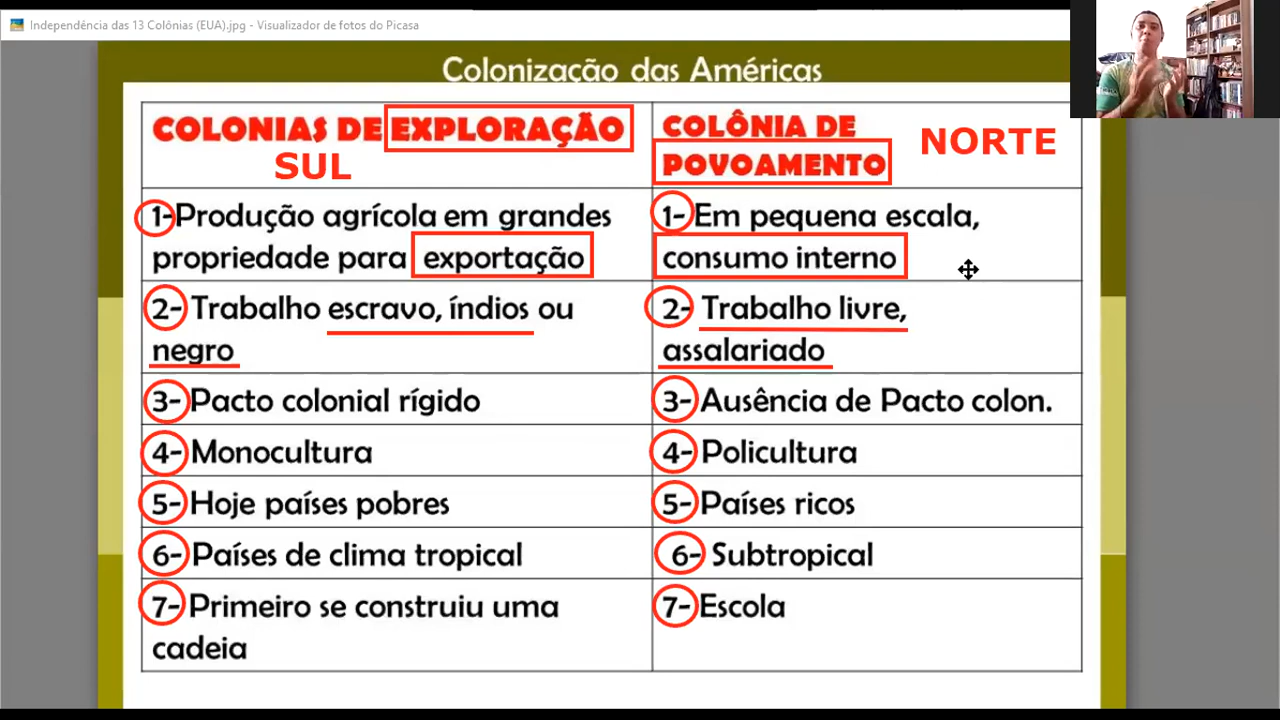 Independência das 13 Colônias (EUA).jpg - Visualizador de fotos do Picasa
Colonização das Américas
COLONIAS DE EXPLORAÇÃO
SUL
COLÔNIA DE
POVOAMENTO
NORTE
1-Produção agrícola em grandes
propriedade para exportação
1- Em pequena escala,
consumo interno
2- Trabalho escravo, índios ou
negro
2- Trabalho livre,
assalariado
3- Pacto colonial rígido
3- Ausência de Pacto colon.
4- Monocultura
4- Policultura
5- Hoje países pobres
5- Países ricos
6- Países de clima tropical
6- Subtropical
7- Primeiro se construiu uma
cadeia
7- Escola